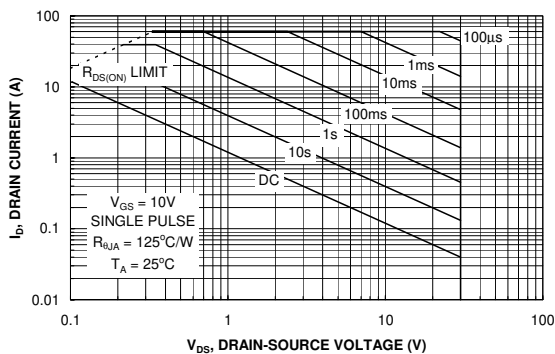 100
10
1
0.1
0.01
0.1
1
10
100
I_D, DRAIN CURRENT (A)
V_DS, DRAIN-SOURCE VOLTAGE (V)
R_DS(ON) LIMIT
100µs
1ms
10ms
100ms
1s
10s
DC
V_GS = 10V
SINGLE PULSE
R_θJA = 125°C/W
T_A = 25°C